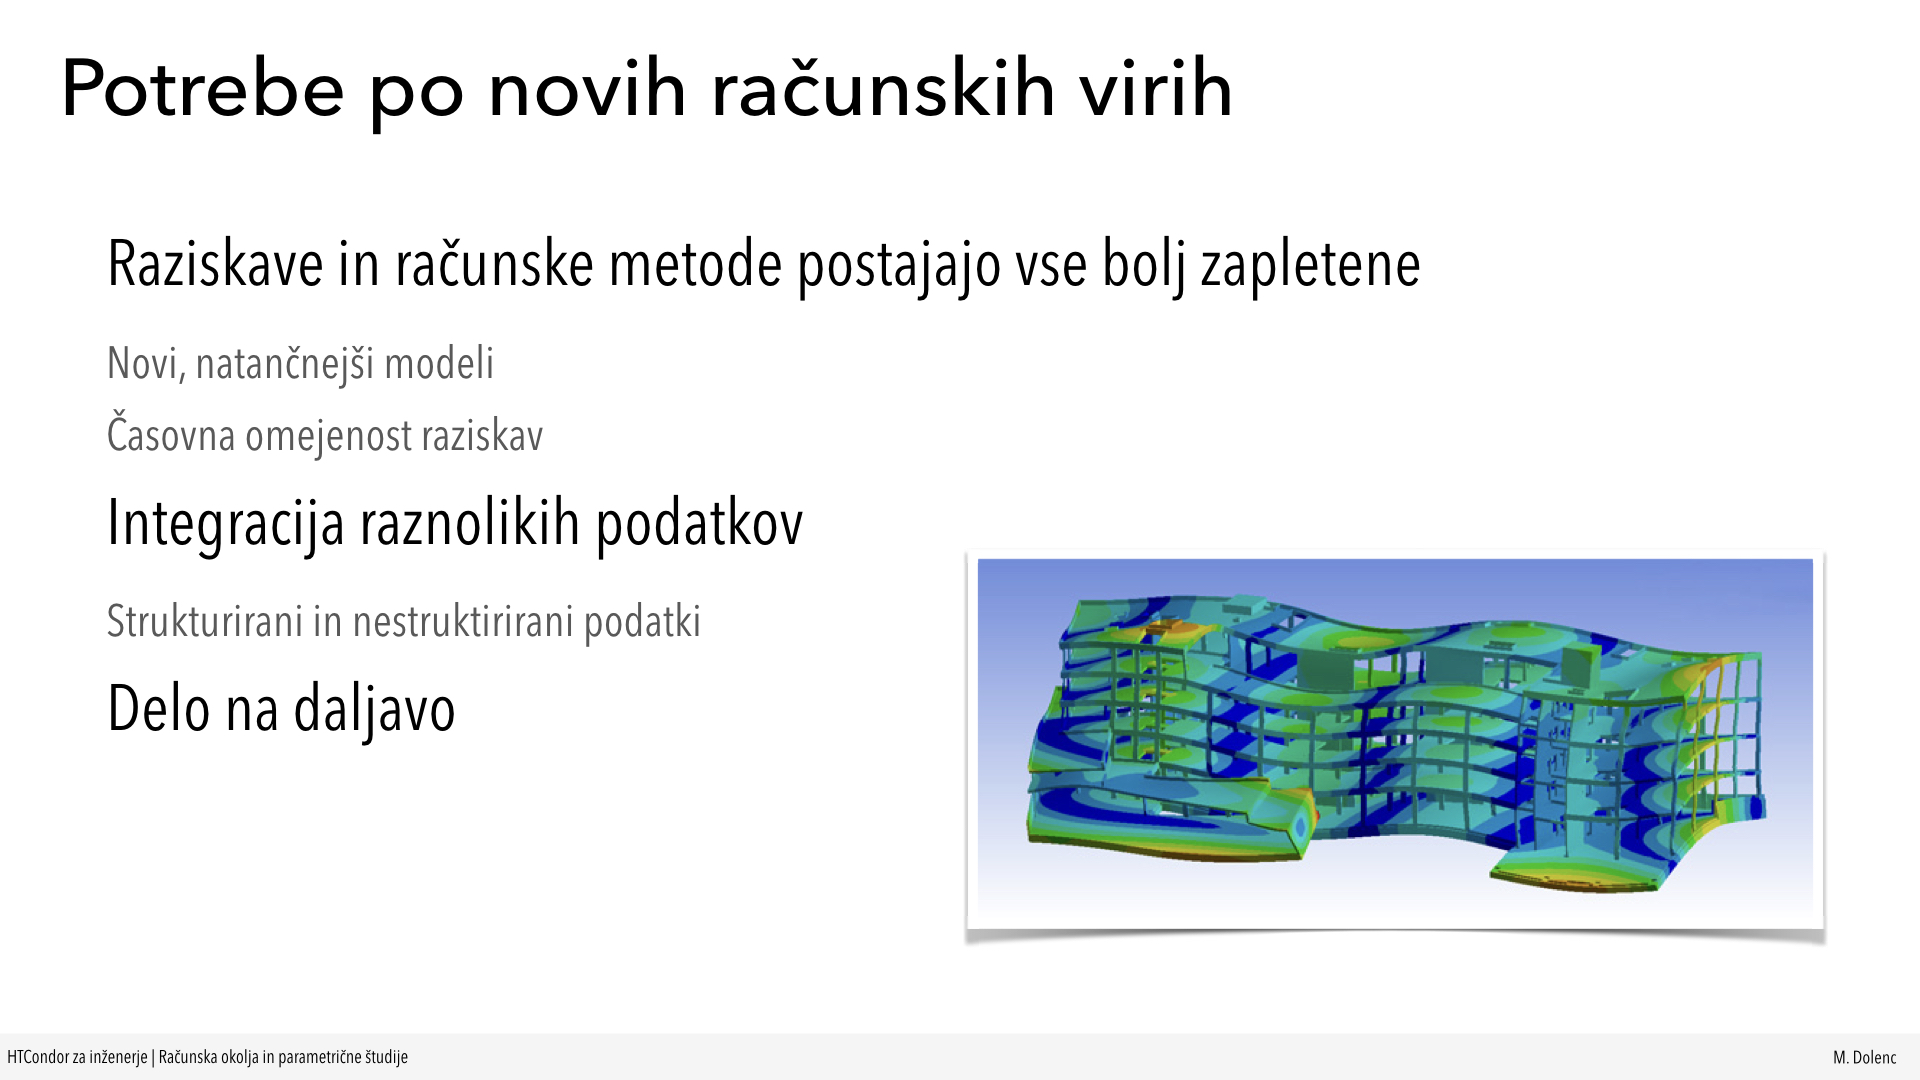 Potrebe po novih računskih virih
Raziskave in računske metode postajajo vse bolj zapletene
Novi, natančnejši modeli
Časovna omejenost raziskav
Integracija raznolikih podatkov
Strukturirani in nestruktirirani podatki
Delo na daljavo
HTCondor za inženerje | Računska okolja in parametrične študije
M. Dolenc